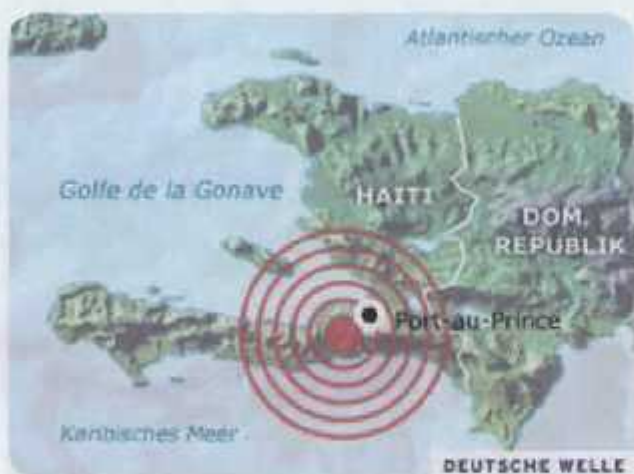 Atlantischer Ozean
Golfe de la Gonave
HAITI
DOM.
REPUBLIK
Port-au-Prince
Karibisches Meer
DEUTSCHE WELLE